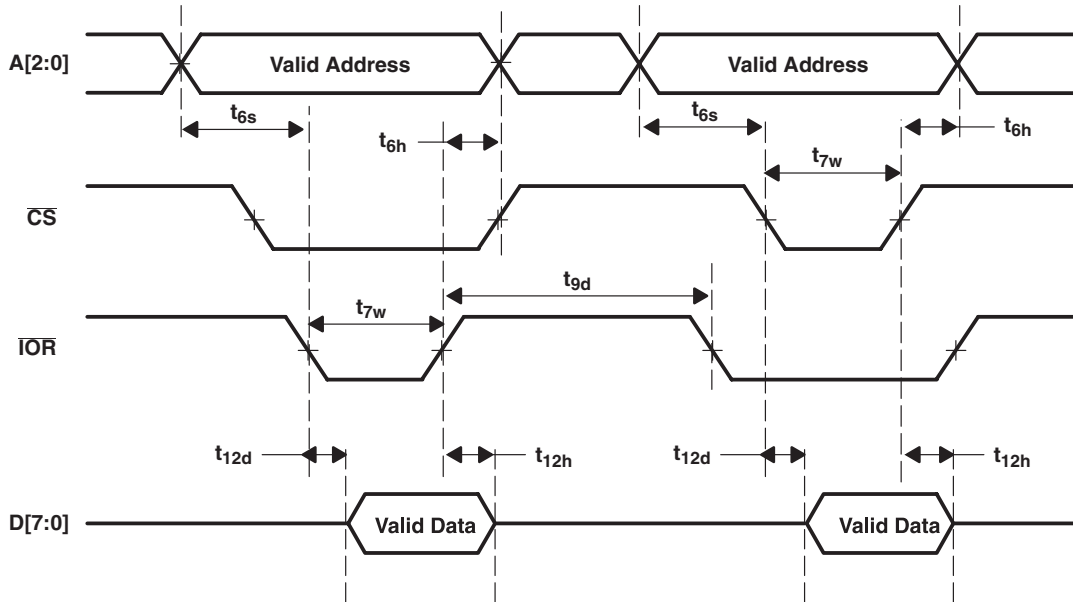 A[2:0]
Valid Address
Valid Address
t6s
t6h
t6s
t6h
t7w
CS
t9d
t7w
IOR
t12d
t12h
t12d
t12h
D[7:0]
Valid Data
Valid Data